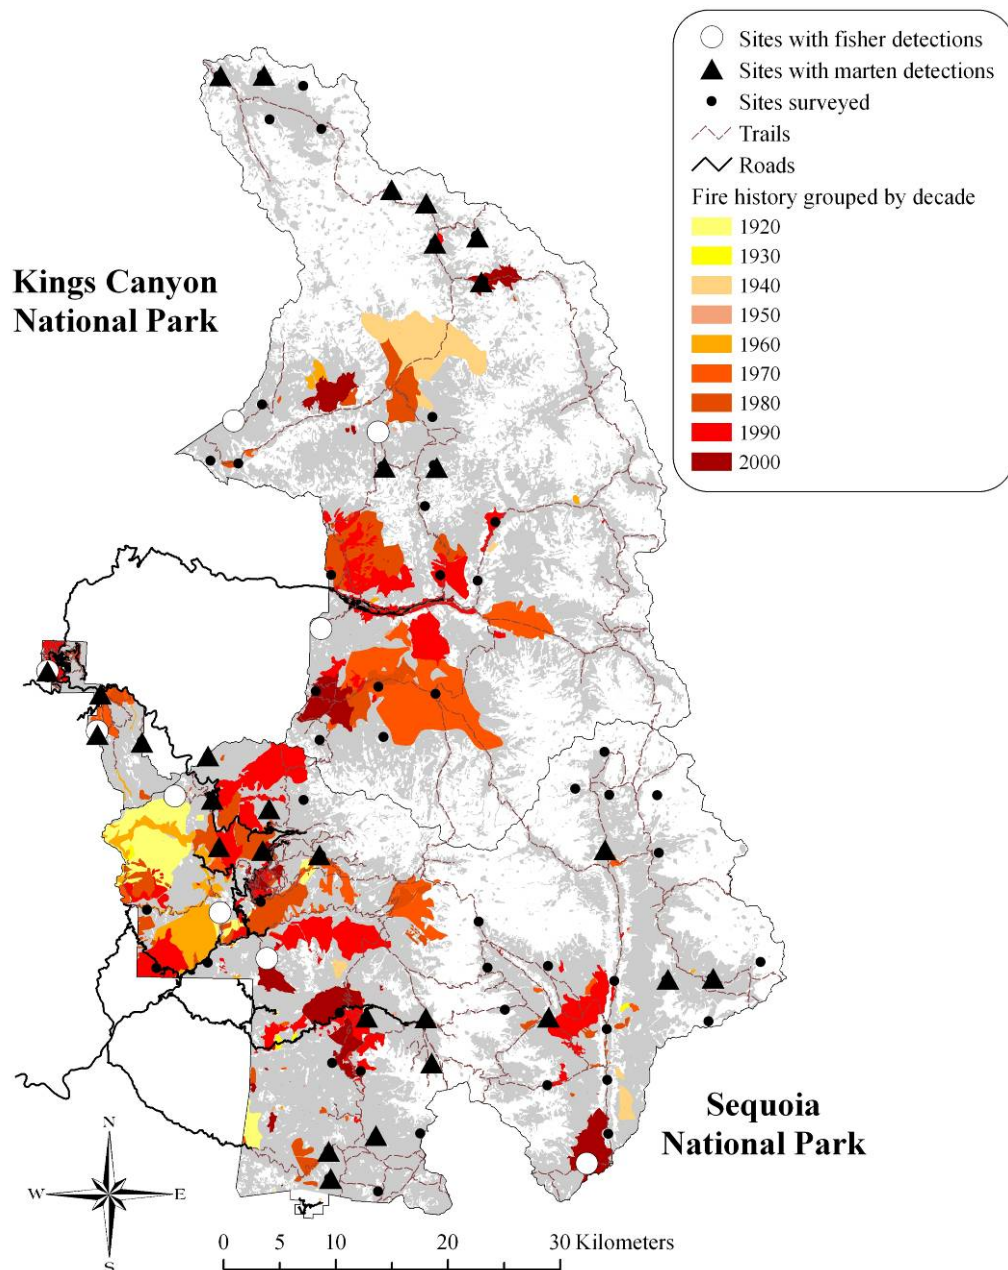 Sites with fisher detections
Sites with marten detections
Sites surveyed
Trails
Roads
Fire history grouped by decade
1920
1930
1940
1950
1960
1970
1980
1990
2000
Kings Canyon
National Park
Sequoia
National Park
N
W
E
S
0 5 10 20 30 Kilometers